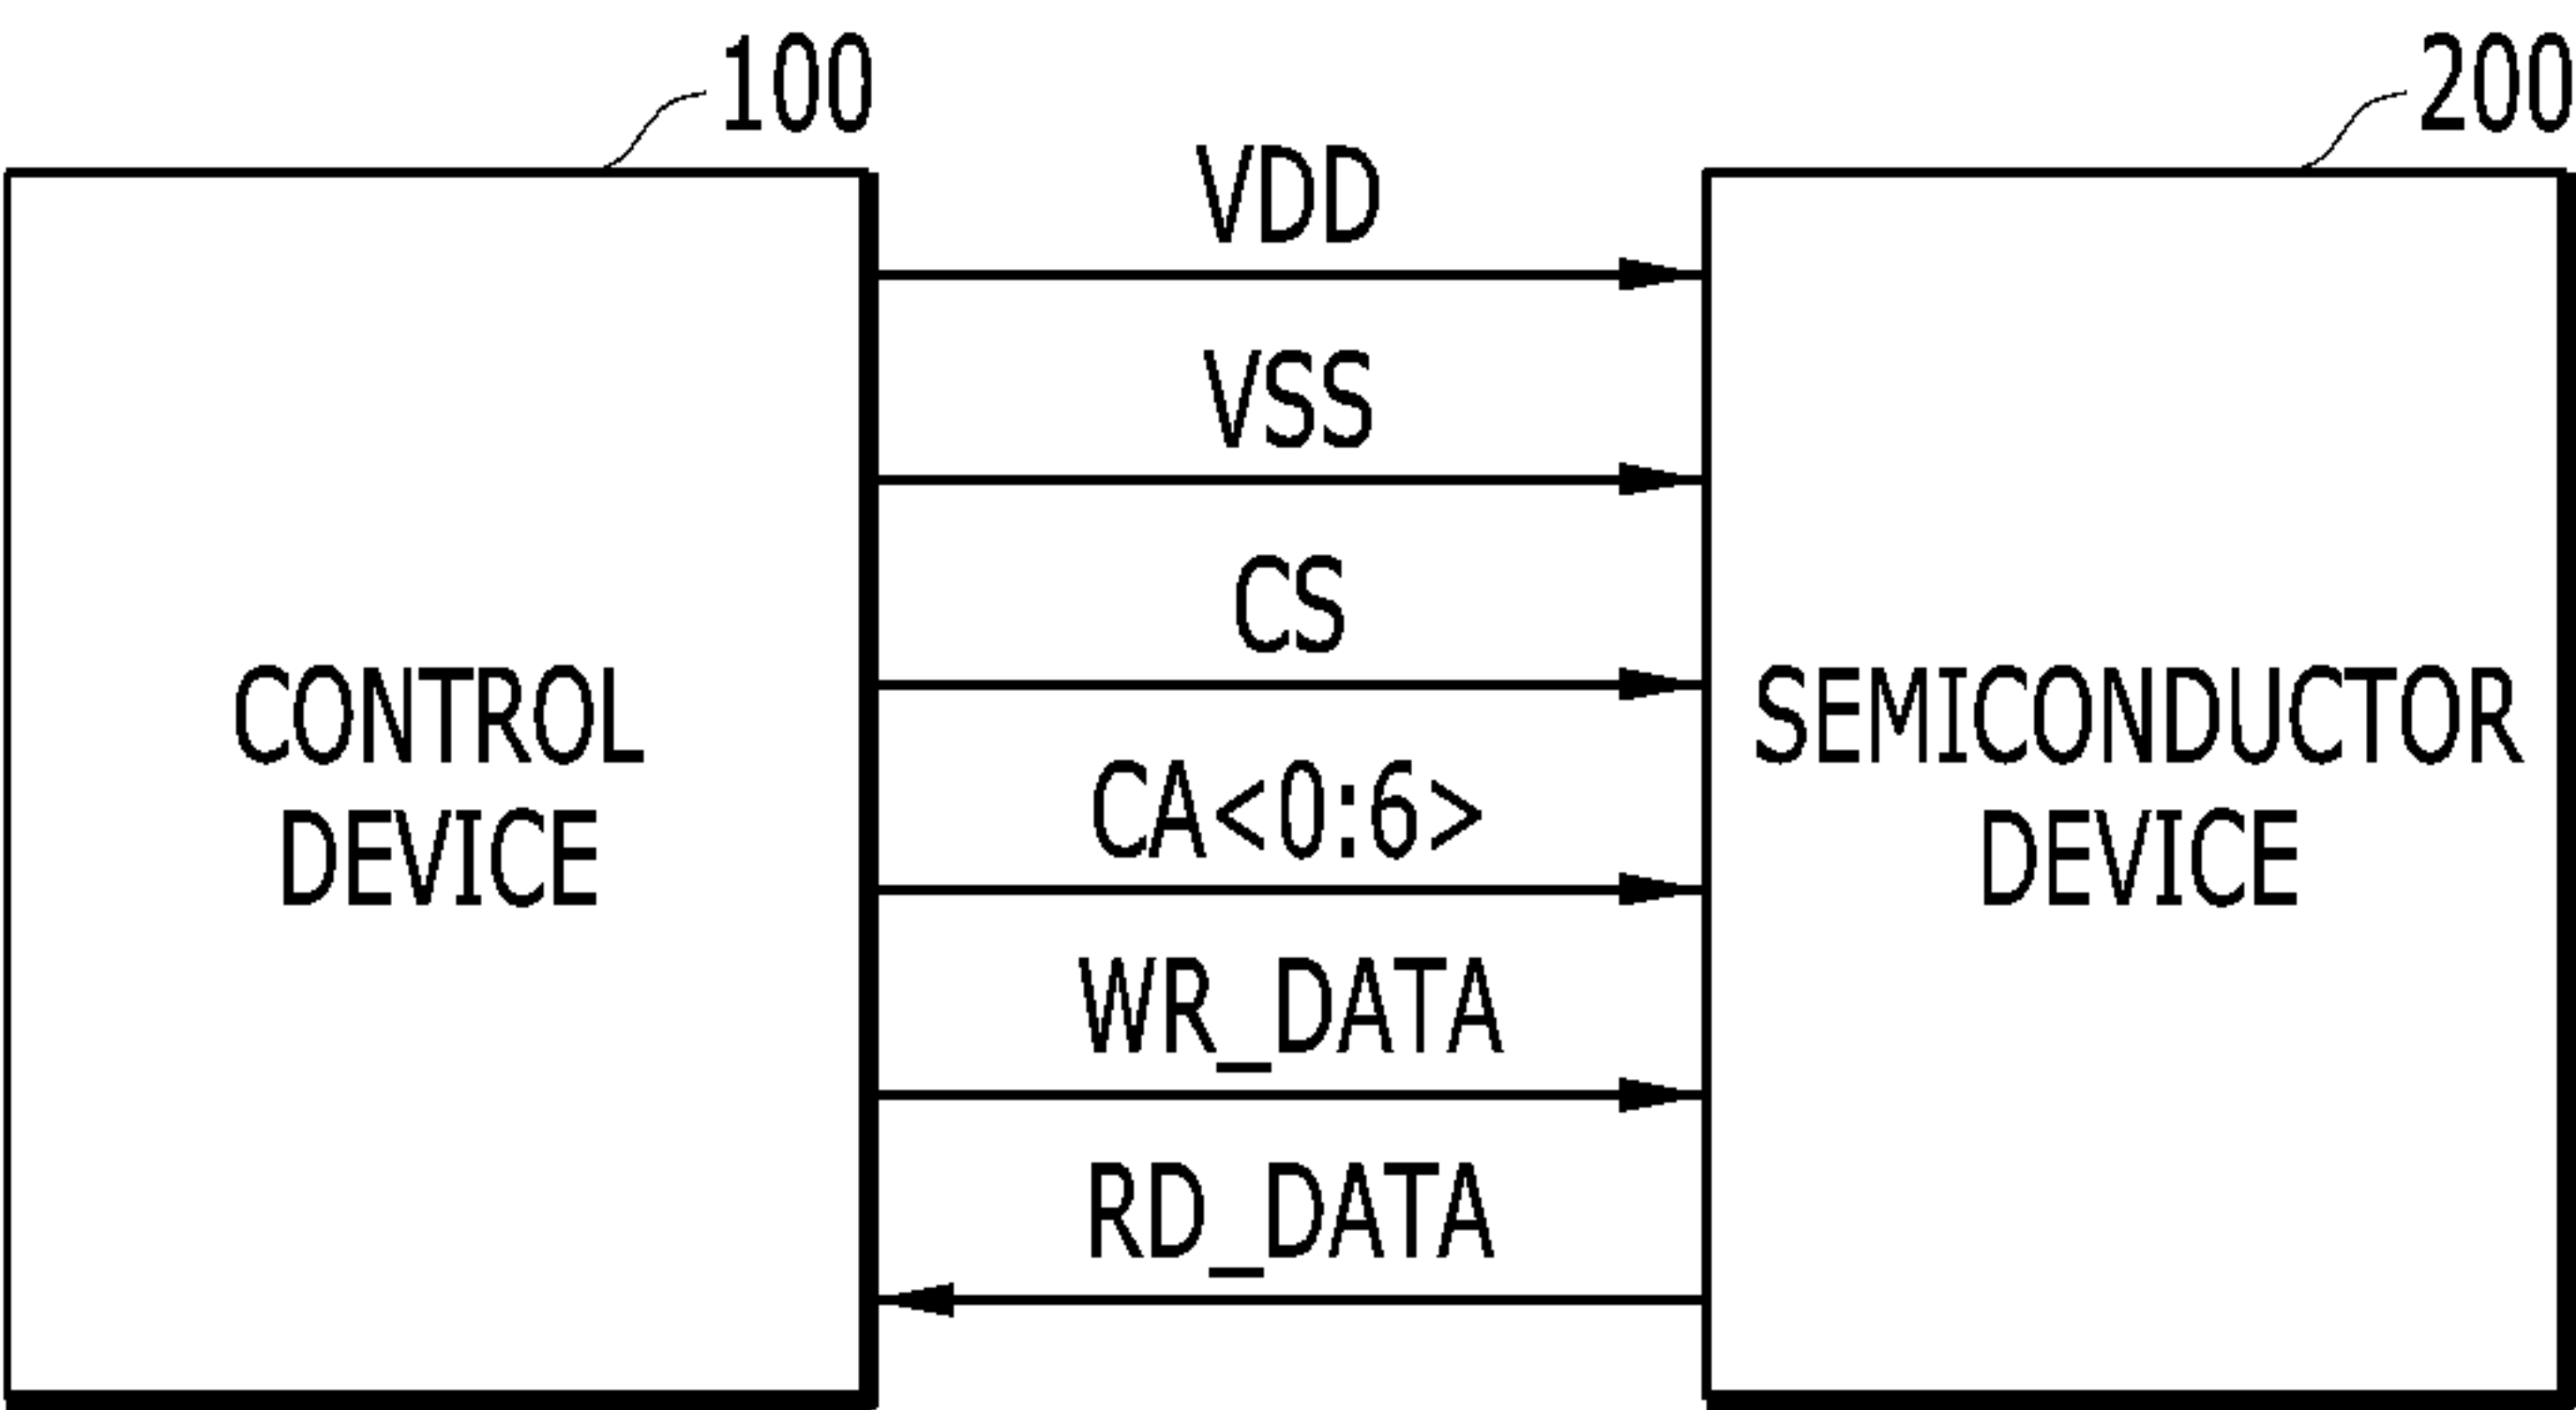 100
200
VDD
VSS
CS
CONTROL
DEVICE
CA<0:6>
SEMICONDUCTOR
DEVICE
WR_DATA
RD_DATA